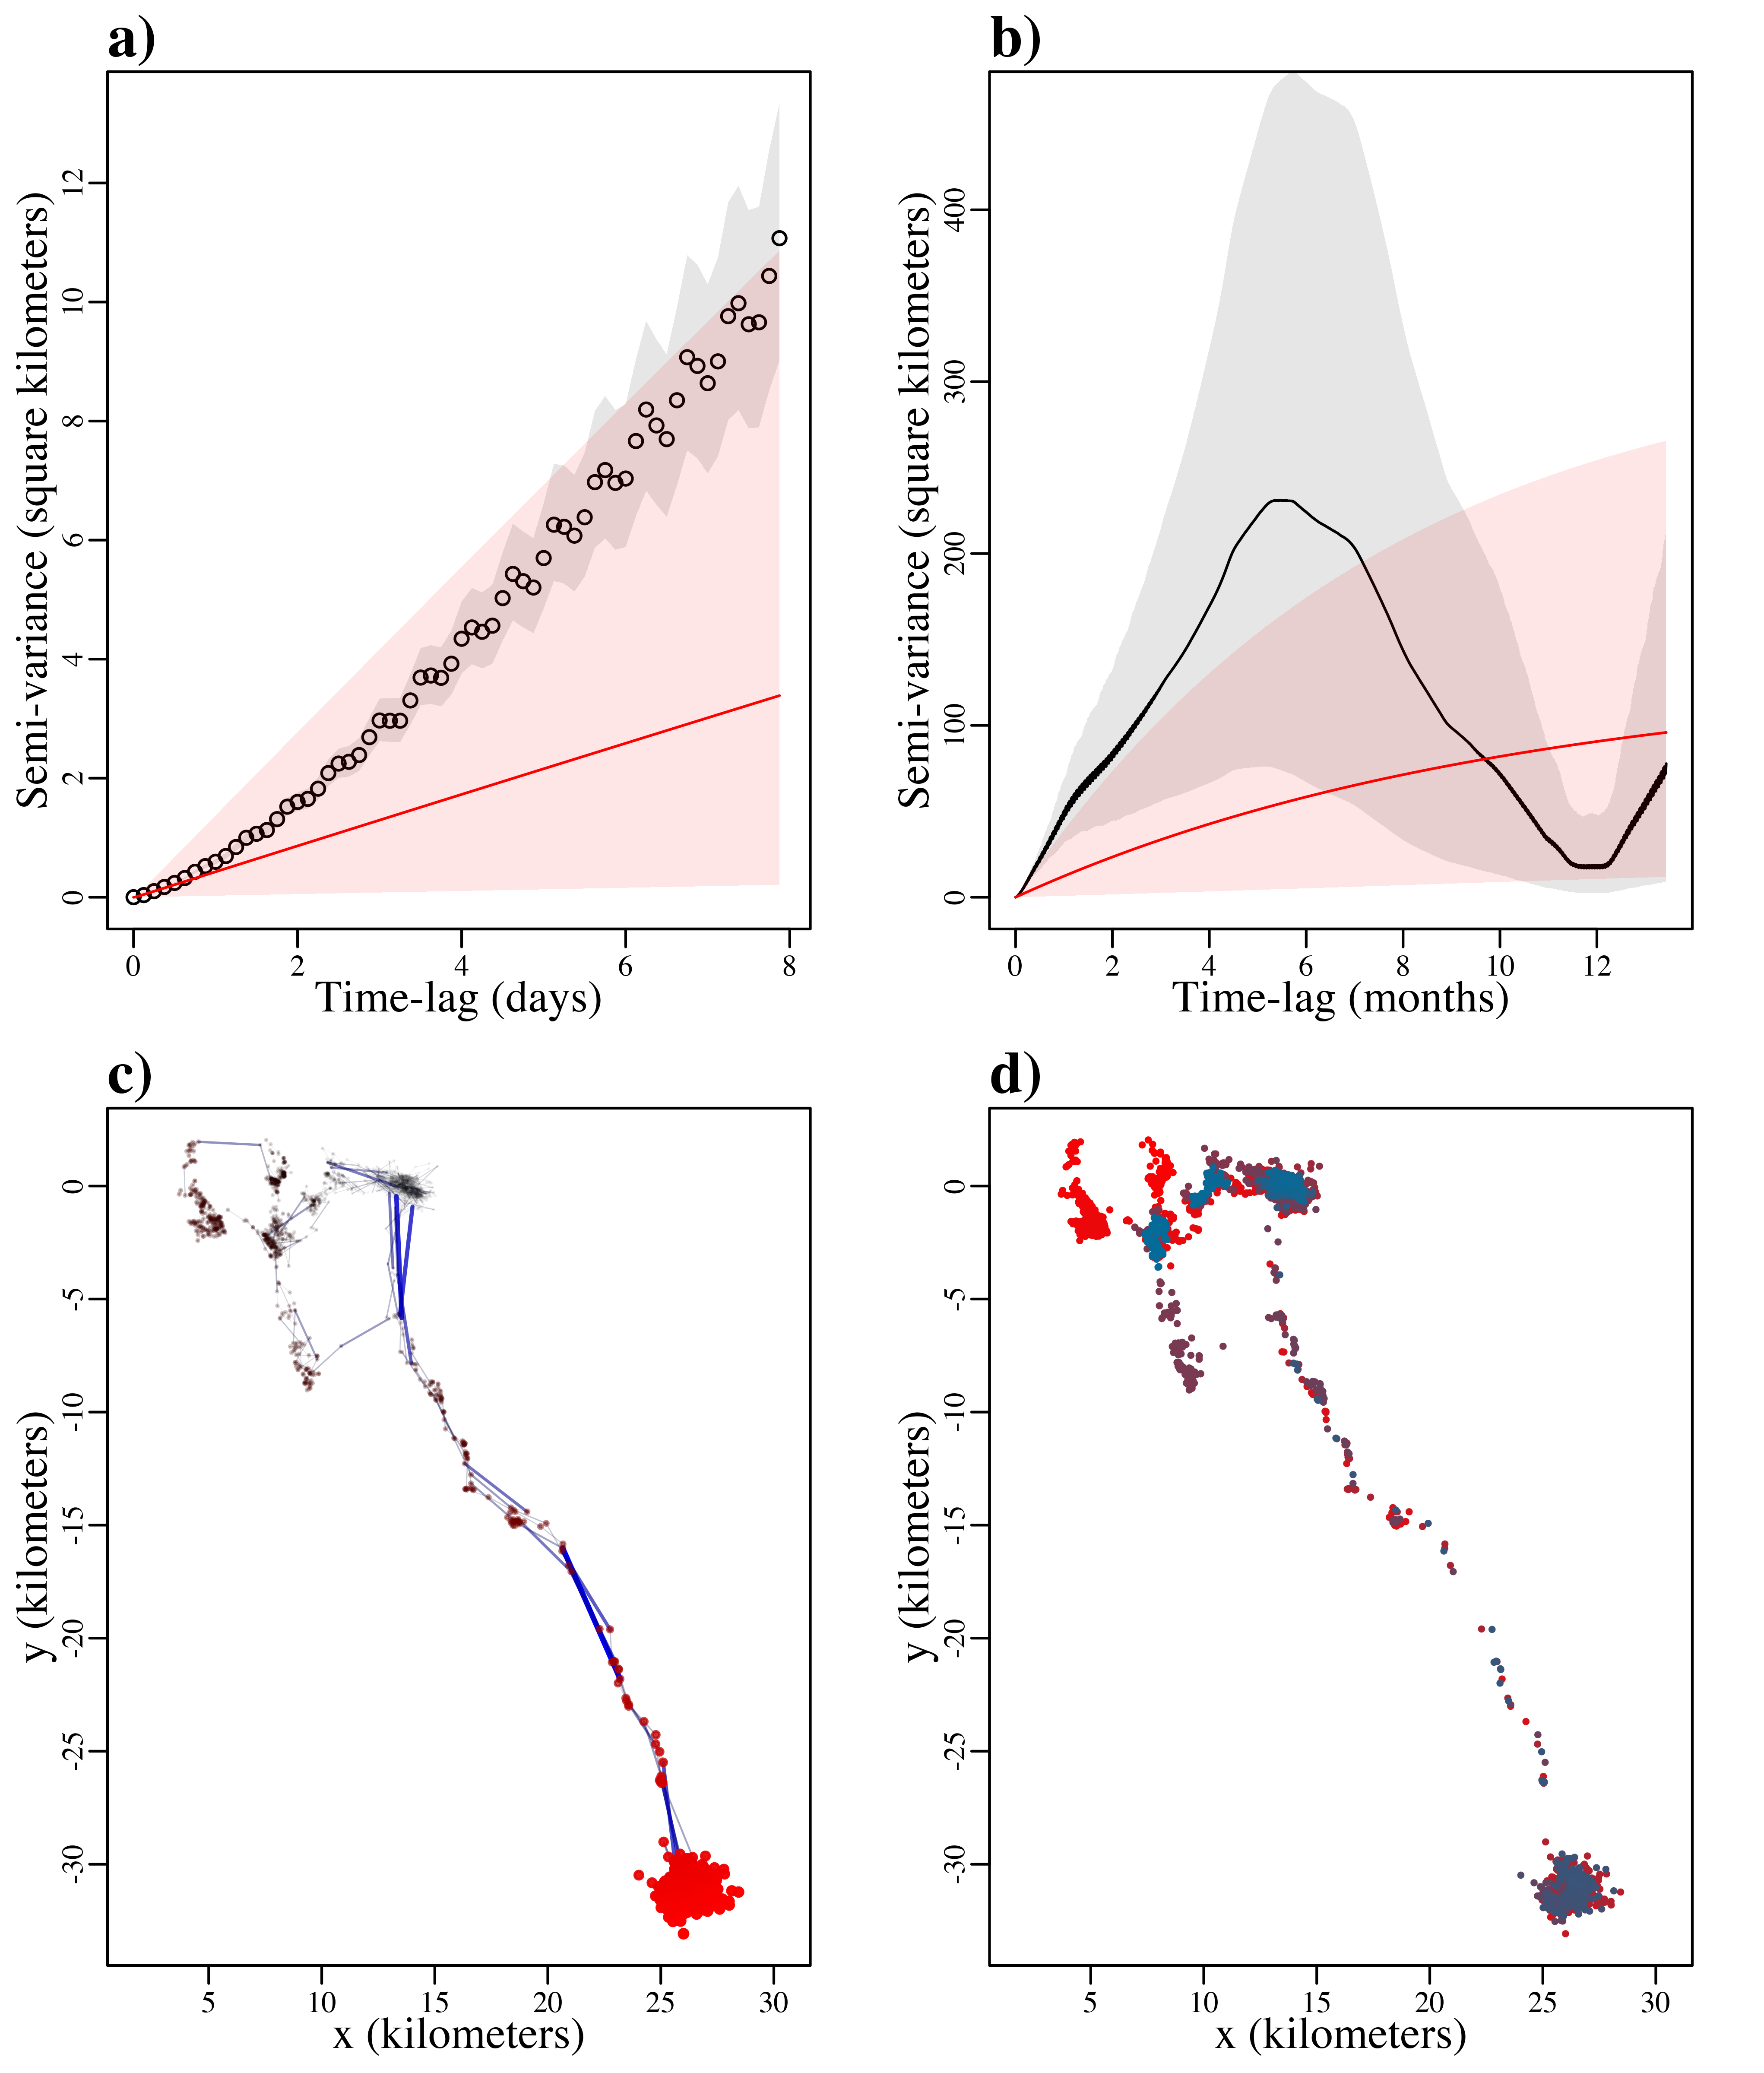 a)
Semi-variance (square kilometers)
12
10
8
6
4
2
0
0 2 4 6 8
Time-lag (days)
b)
Semi-variance (square kilometers)
400
300
200
100
0
0 2 4 6 8 10 12
Time-lag (months)
c)
y (kilometers)
0
-5
-10
-15
-20
-25
-30
5 10 15 20 25 30
x (kilometers)
d)
y (kilometers)
0
-5
-10
-15
-20
-25
-30
5 10 15 20 25 30
x (kilometers)